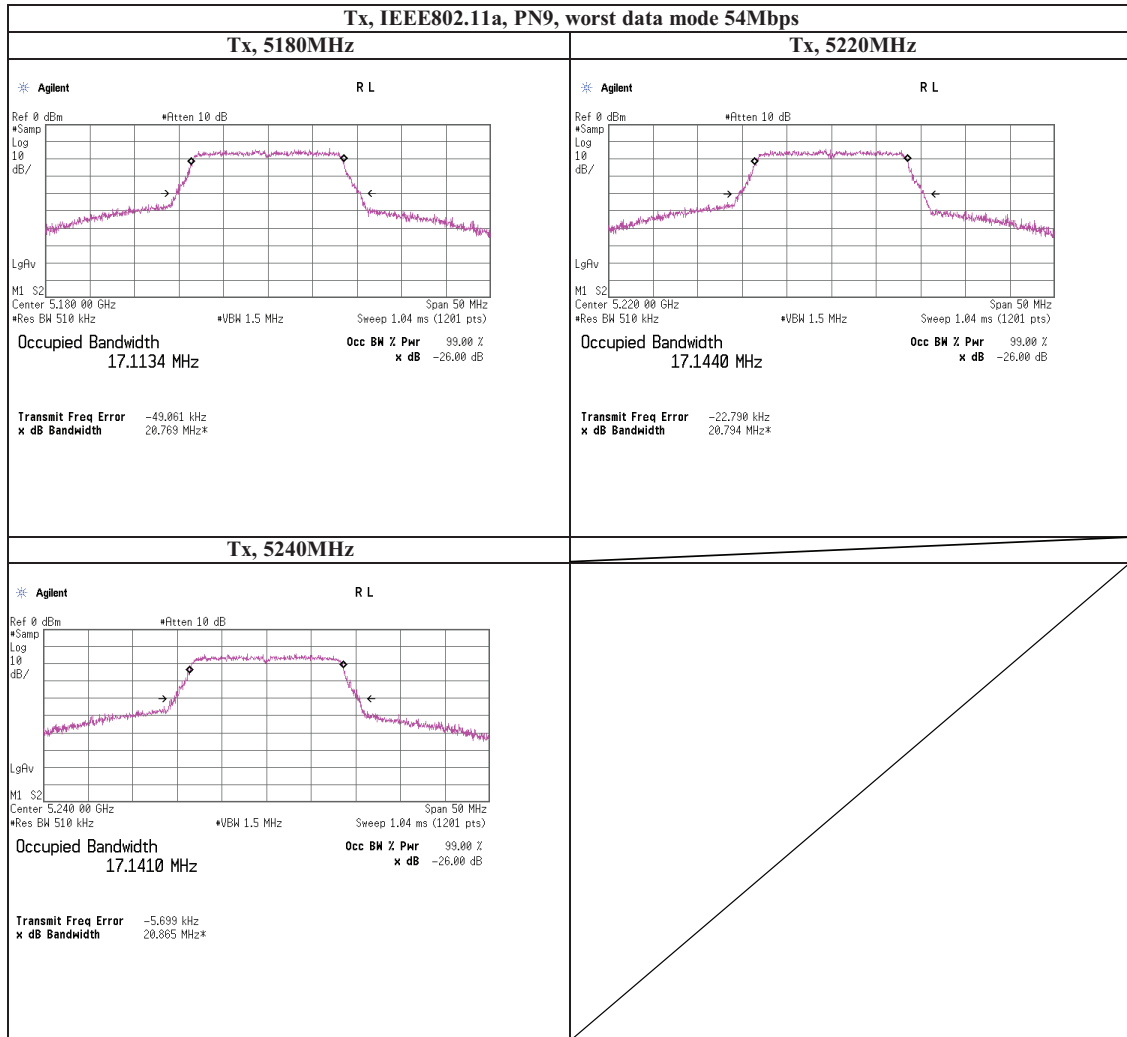 Tx, IEEE802.11a, PN9, worst data mode 54Mbps
Tx, 5180MHz
Agilent R L
Ref 0 dBm #Atten 10 dB
#Samp
Log
10
dB/
LgAv
M1 S2
Center 5.180 00 GHz Span 50 MHz
#Res BW 510 kHz #VBW 1.5 MHz Sweep 1.04 ms (1201 pts)
Occupied Bandwidth Occ BW % Pwr 99.00 %
17.1134 MHz x dB -26.00 dB
Transmit Freq Error -49.061 kHz
x dB Bandwidth 20.769 MHz*
Tx, 5220MHz
Agilent R L
Ref 0 dBm #Atten 10 dB
#Samp
Log
10
dB/
LgAv
M1 S2
Center 5.220 00 GHz Span 50 MHz
#Res BW 510 kHz #VBW 1.5 MHz Sweep 1.04 ms (1201 pts)
Occupied Bandwidth Occ BW % Pwr 99.00 %
17.1440 MHz x dB -26.00 dB
Transmit Freq Error -22.790 kHz
x dB Bandwidth 20.794 MHz*
Tx, 5240MHz
Agilent R L
Ref 0 dBm #Atten 10 dB
#Samp
Log
10
dB/
LgAv
M1 S2
Center 5.240 00 GHz Span 50 MHz
#Res BW 510 kHz #VBW 1.5 MHz Sweep 1.04 ms (1201 pts)
Occupied Bandwidth Occ BW % Pwr 99.00 %
17.1410 MHz x dB -26.00 dB
Transmit Freq Error -5.699 kHz
x dB Bandwidth 20.865 MHz*